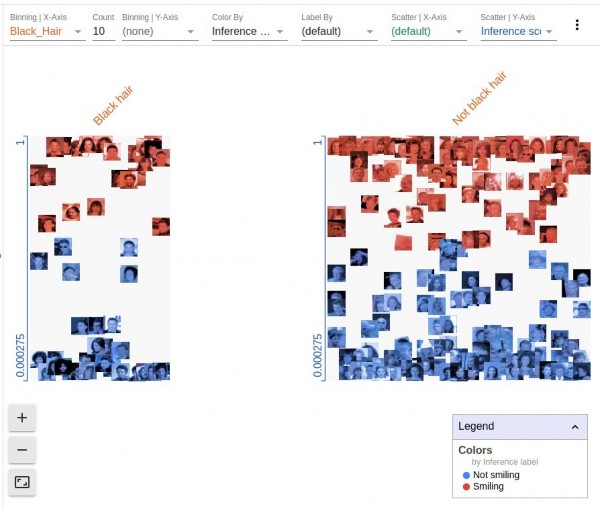 Binning | X-Axis
Count
Binning | Y-Axis
Color By
Label By
Scatter | X-Axis
Scatter | Y-Axis
Black_Hair
10
(none)
Inference ...
(default)
(default)
Inference sco
Black hair
Not black hair
1
0.000275
1
0.000275
Legend
Colors
by Inference label
Not smiling
Smiling